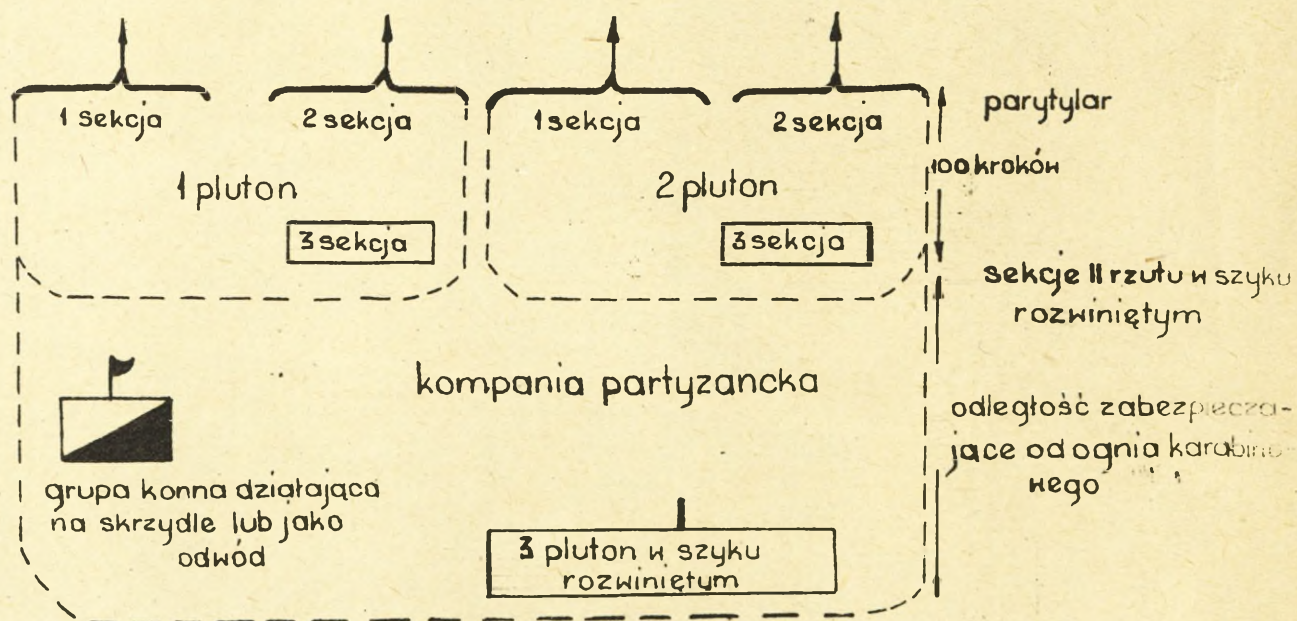 1 sekcja
2 sekcja
1 sekcja
2 sekcja
parytylar
100 kroków
1 pluton
2 pluton
3 sekcja
3 sekcja
sekcje II rzutu w szyku
rozwiniętym
kompania partyzancka
odległość zabezpiecza-
jące od ognia karabino-
wego
grupa konna działająca
na skrzydle lub jako
odwód
3 pluton w szyku
rozwiniętym